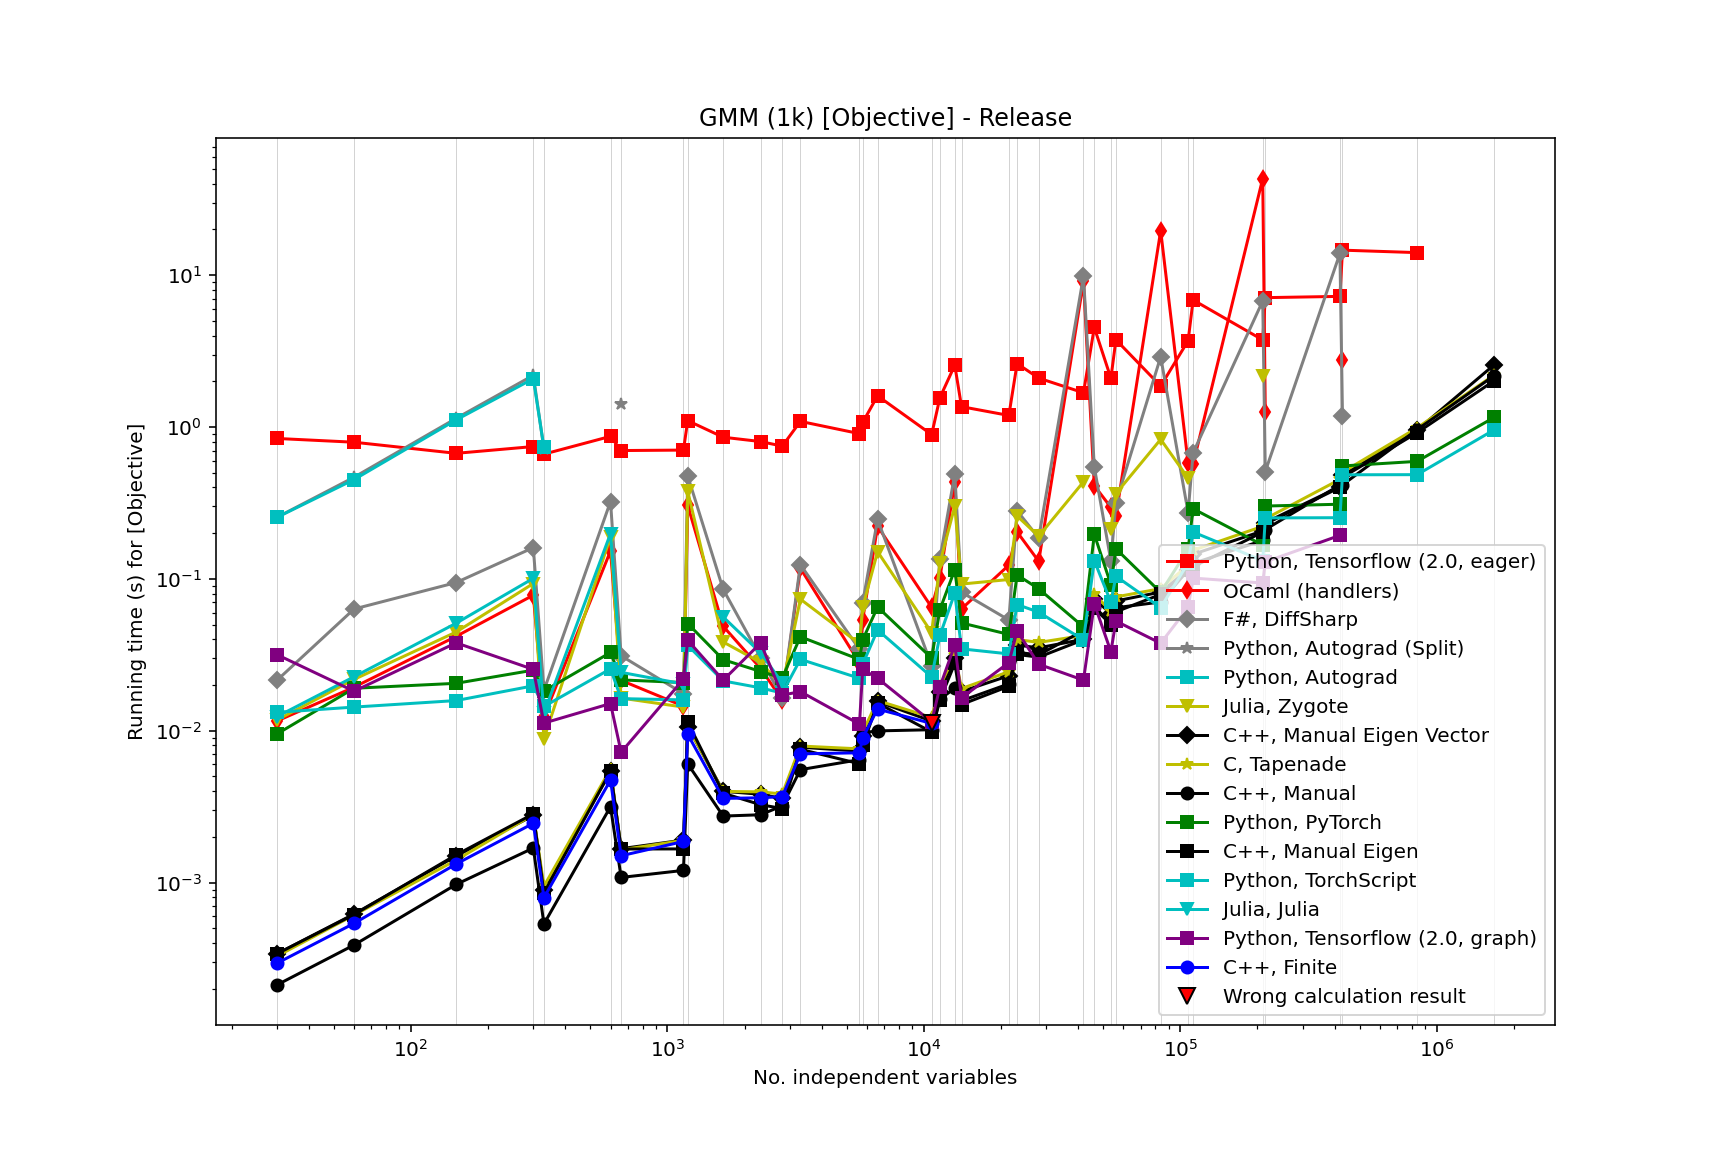 GMM (1k) [Objective] - Release
Running time (s) for [Objective]
10¹
10⁰
10⁻¹
10⁻²
10⁻³
Python, Tensorflow (2.0, eager)
OCaml (handlers)
F#, DiffSharp
Python, Autograd (Split)
Python, Autograd
Julia, Zygote
C++, Manual Eigen Vector
C, Tapenade
C++, Manual
Python, PyTorch
C++, Manual Eigen
Python, TorchScript
Julia, Julia
Python, Tensorflow (2.0, graph)
C++, Finite
Wrong calculation result
10² 10³ 10⁴ 10⁵ 10⁶
No. independent variables